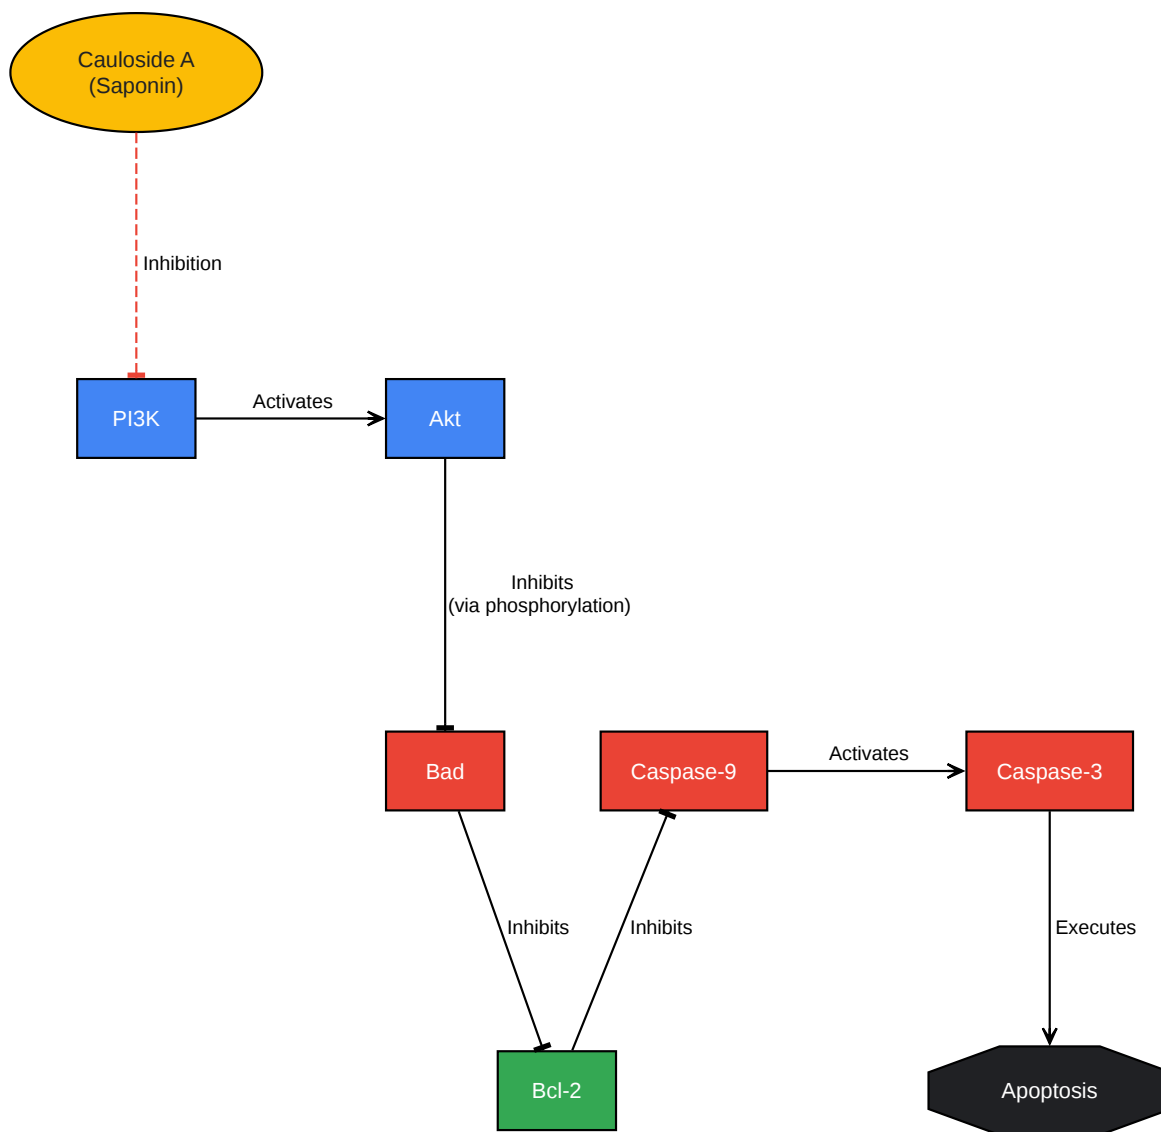 Cauloside A
(Saponin)
Inhibition
PI3K
Activates
Akt
Inhibits
(via phosphorylation)
Bad
Caspase-9
Activates
Caspase-3
Inhibits
Inhibits
Executes
Bcl-2
Apoptosis